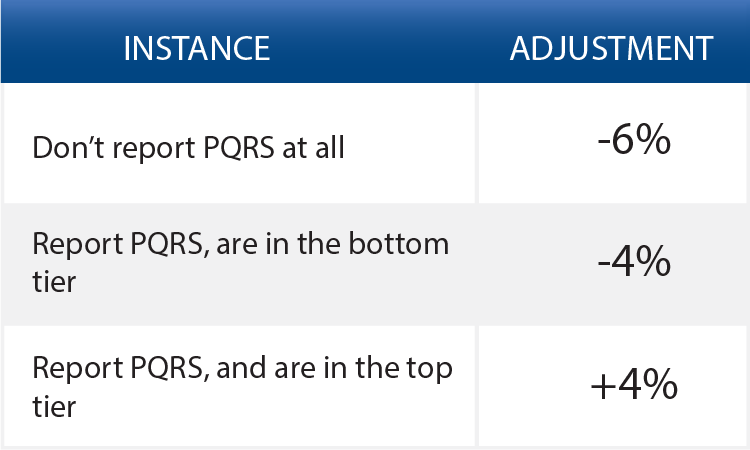 INSTANCE ADJUSTMENT
Don’t report PQRS at all -6%
Report PQRS, are in the bottom
tier
-4%
Report PQRS, and are in the top
tier
+4%